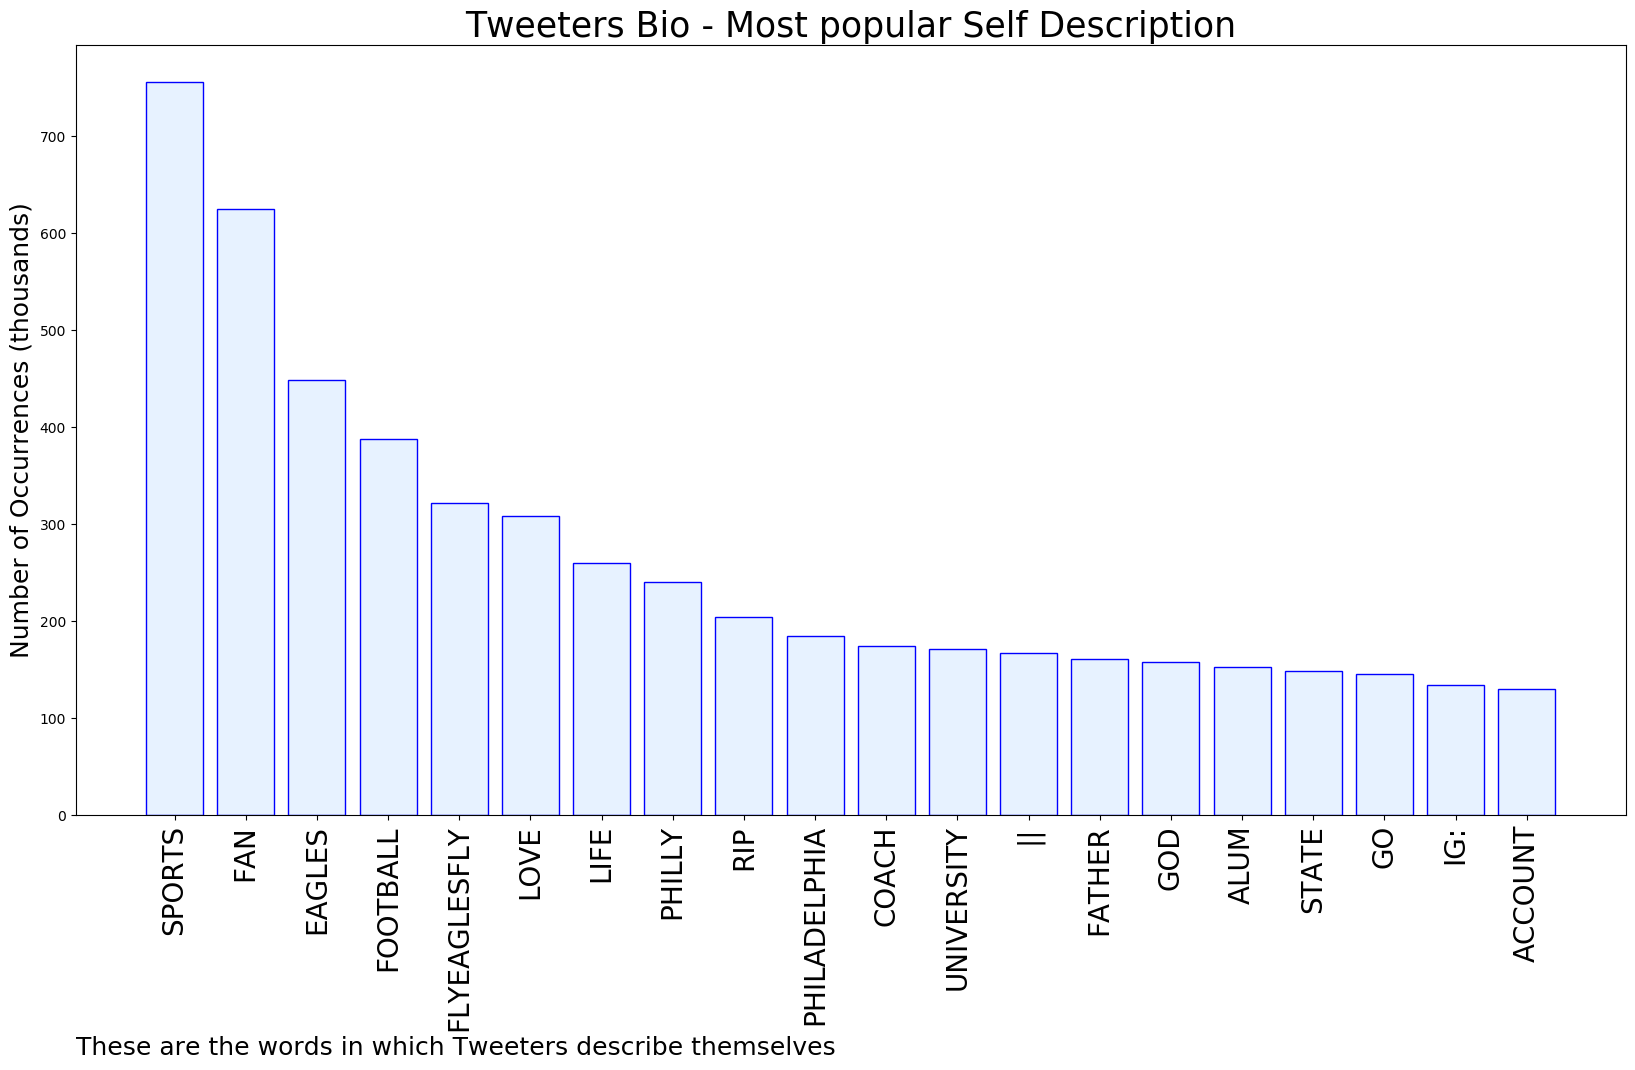 Tweeters Bio - Most popular Self Description
Number of Occurrences (thousands)
700
600
500
400
300
200
100
0
SPORTS
FAN
EAGLES
FOOTBALL
FLYEAGLESFLY
LOVE
LIFE
PHILLY
RIP
PHILADELPHIA
COACH
UNIVERSITY
||
FATHER
GOD
ALUM
STATE
GO
IG:
ACCOUNT
These are the words in which Tweeters describe themselves